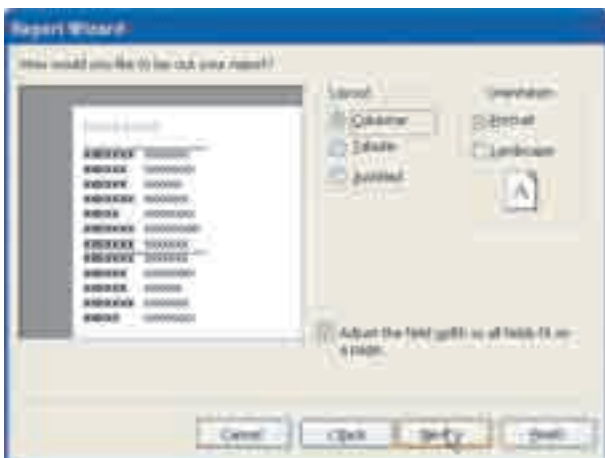 Report Wizard
How would you like to lay out your report?
Layout
Columnar
Tabular
Justified
Orientation
Portrait
Landscape
A
Adjust the field width so all fields fit on
a page.
Cancel
< Back
Next >
Finish